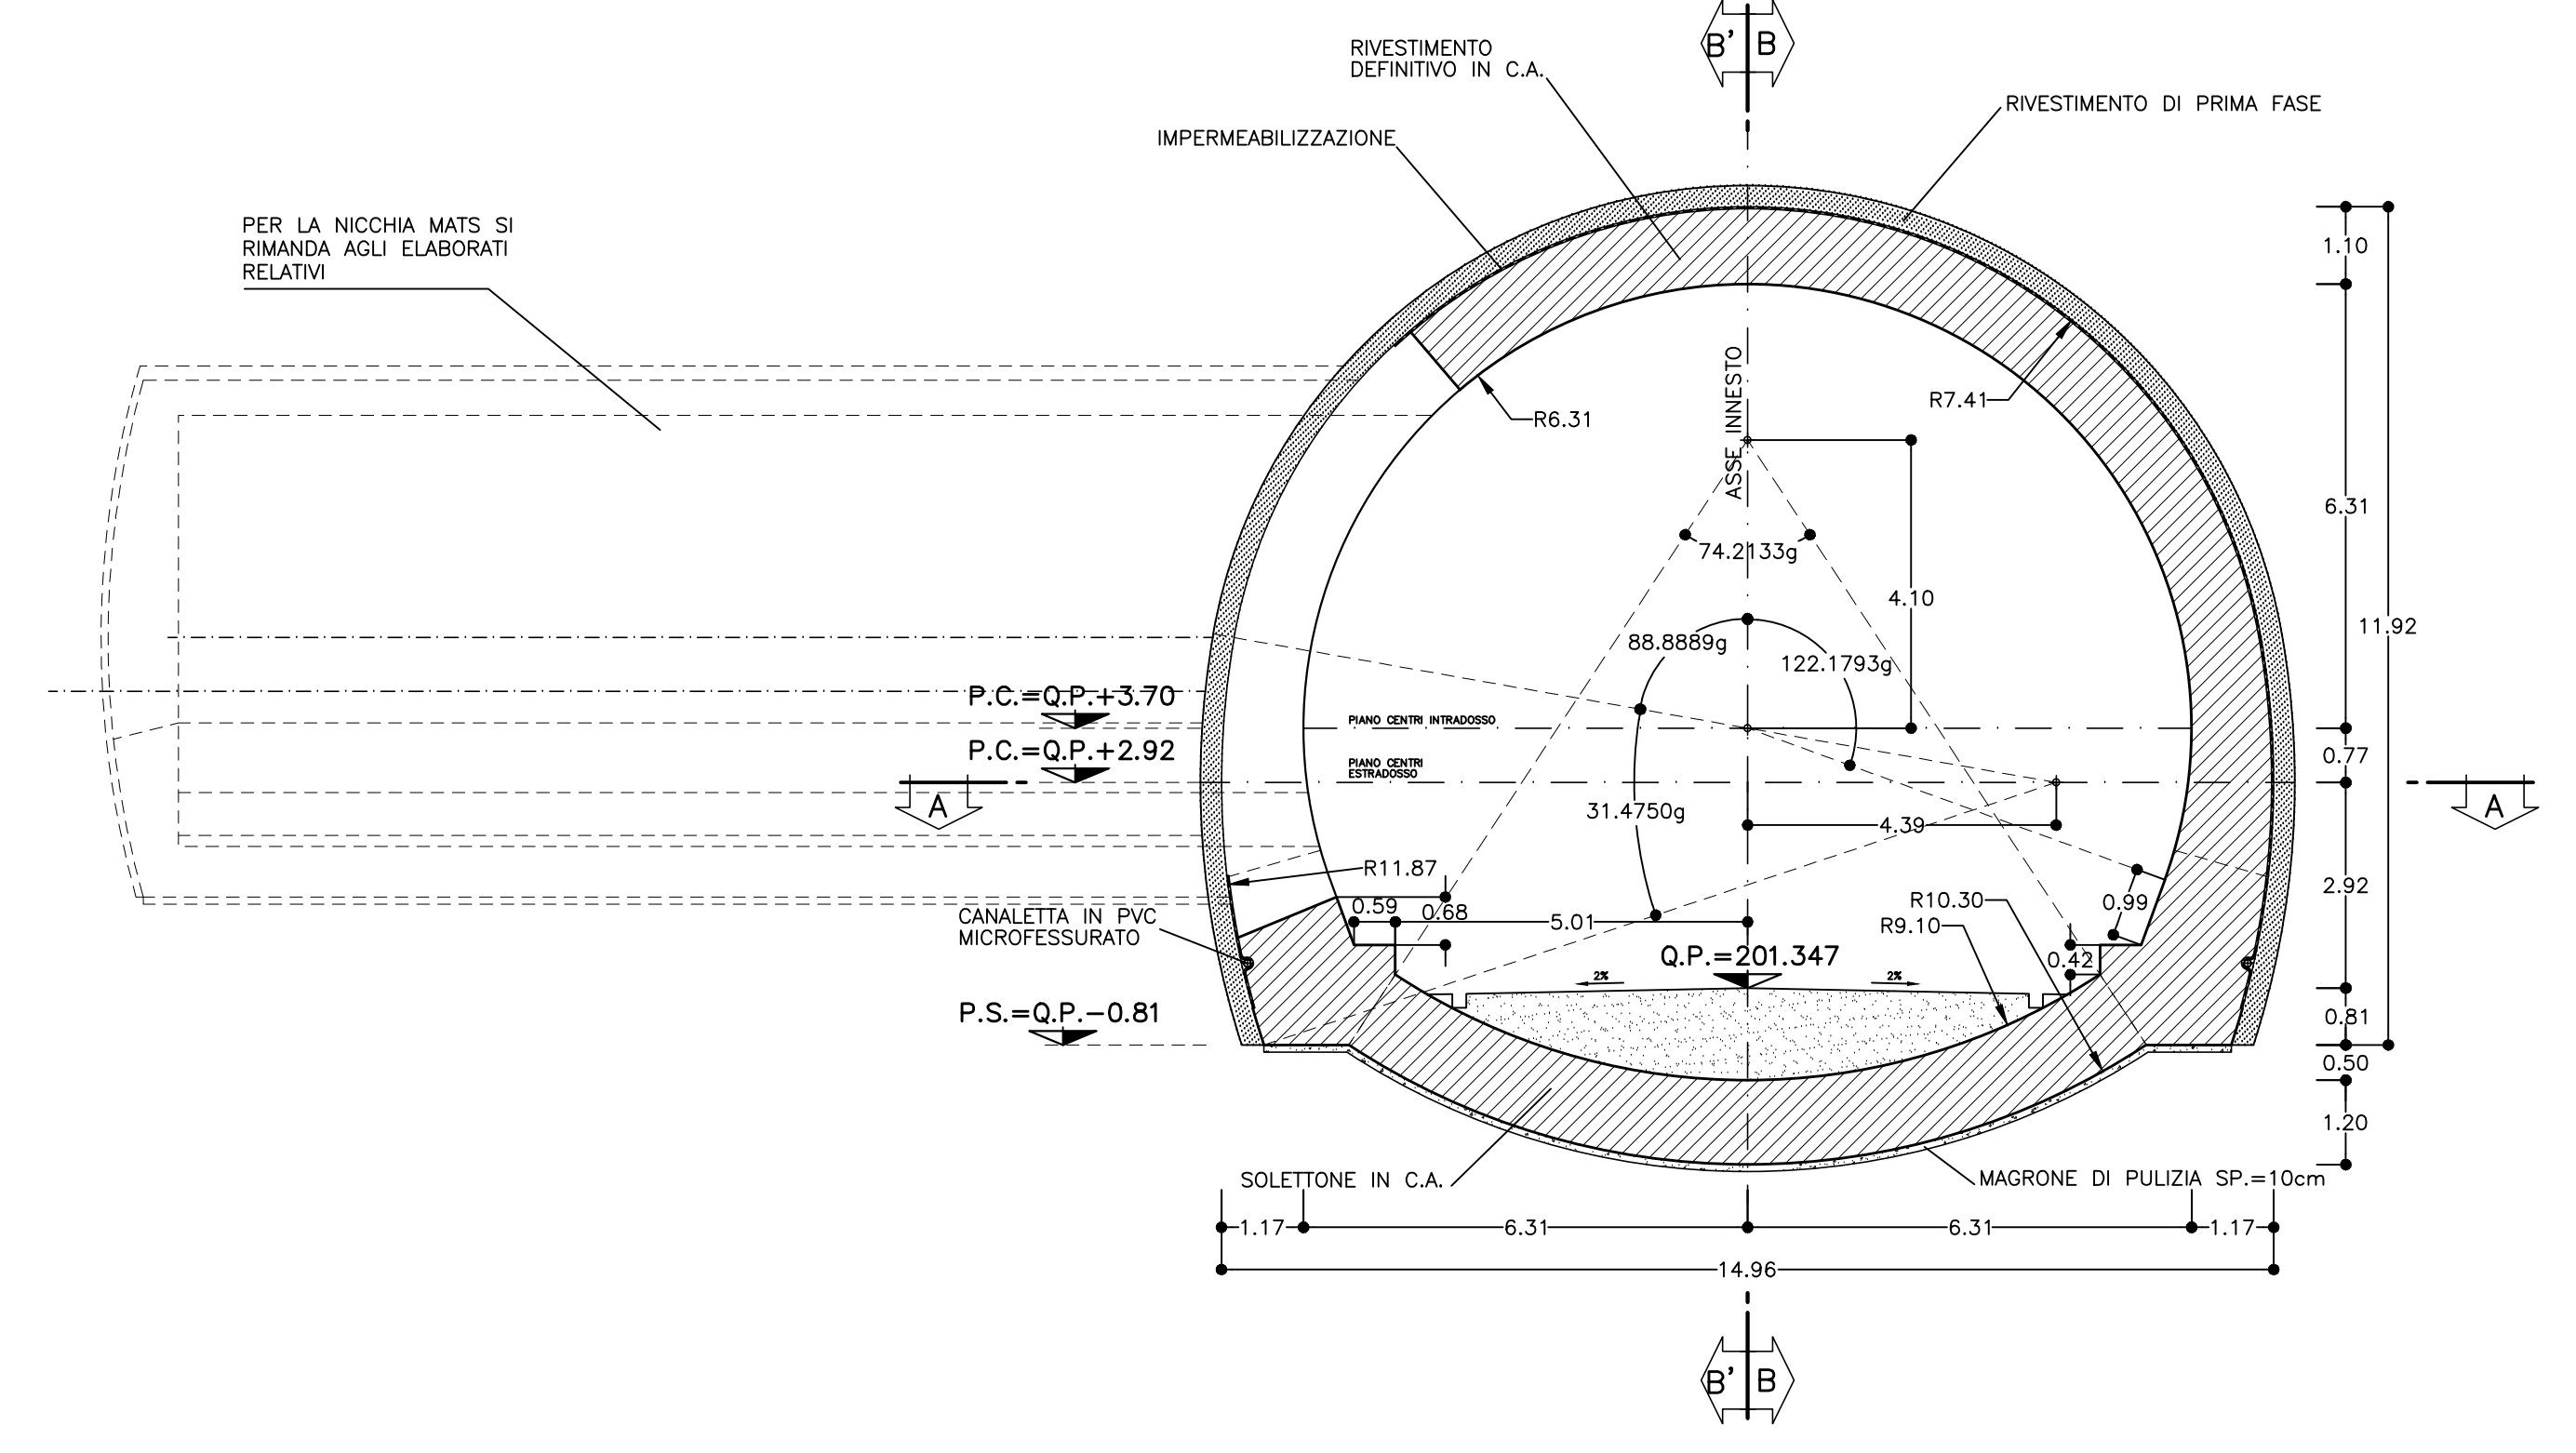 B' B
RIVESTIMENTO
DEFINITIVO IN C.A.
RIVESTIMENTO DI PRIMA FASE
IMPERMEABILIZZAZIONE
PER LA NICCHIA MATS SI
RIMANDA AGLI ELABORATI
RELATIVI
1.10
R7.41
R6.31
ASSE INNESTO
6.31
74.2133g
4.10
11.92
88.8889g
122.1793g
P.C.=Q.P.+3.70
PIANO CENTRI INTRADOSSO
P.C.=Q.P.+2.92
PIANO CENTRI
ESTRADOSSO
0.77
A
A
31.4750g
4.39
R11.87
2.92
0.59
0.68
5.01
R10.30
R9.10
0.99
CANALETTA IN PVC
MICROFESSURATO
Q.P.=201.347
0.42
2%
2%
P.S.=Q.P.-0.81
0.81
0.50
1.20
SOLETTONE IN C.A.
MAGRONE DI PULIZIA SP.=10cm
1.17
6.31
6.31
1.17
14.96
B' B